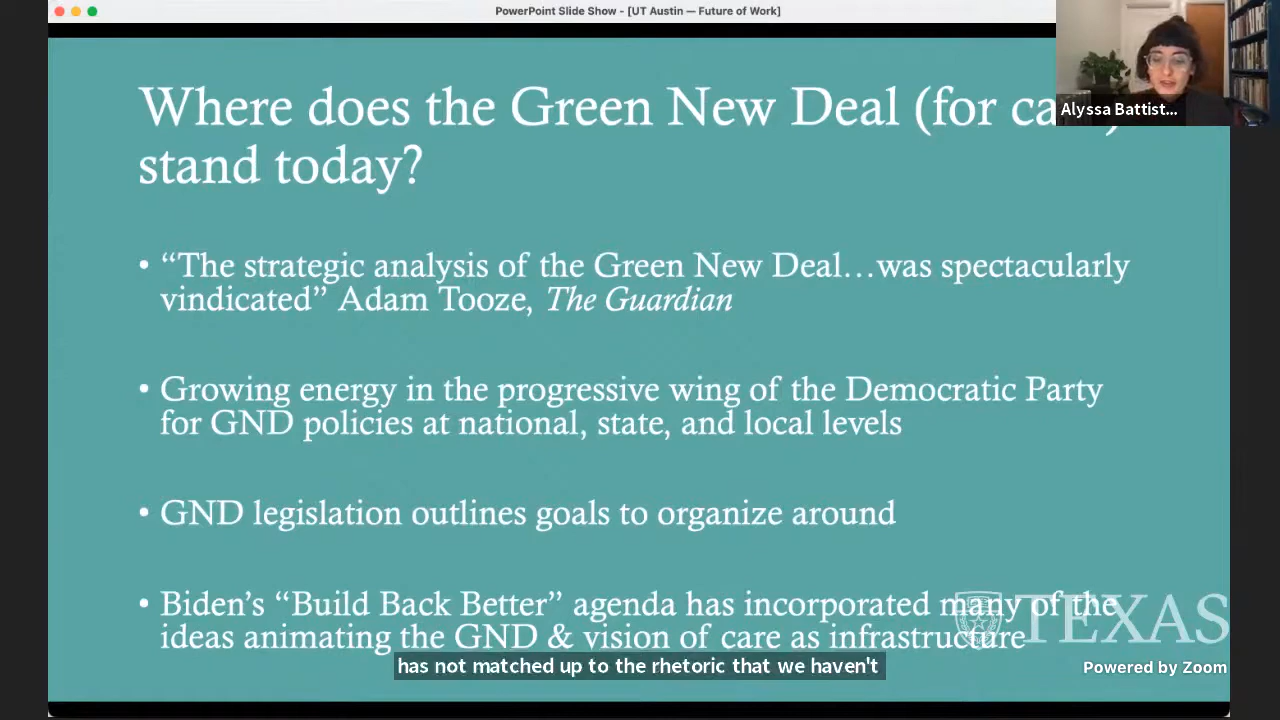 PowerPoint Slide Show - [UT Austin — Future of Work]
Where does the Green New Deal (for
stand today?
• “The strategic analysis of the Green New Deal…was spectacularly
vindicated” Adam Tooze, The Guardian
• Growing energy in the progressive wing of the Democratic Party
for GND policies at national, state, and local levels
• GND legislation outlines goals to organize around
• Biden’s “Build Back Better” agenda has incorporated many of the
ideas animating the GND & vision of care as infrastructure
Alyssa Battist...
TEXAS
has not matched up to the rhetoric that we haven't
Powered by Zoom